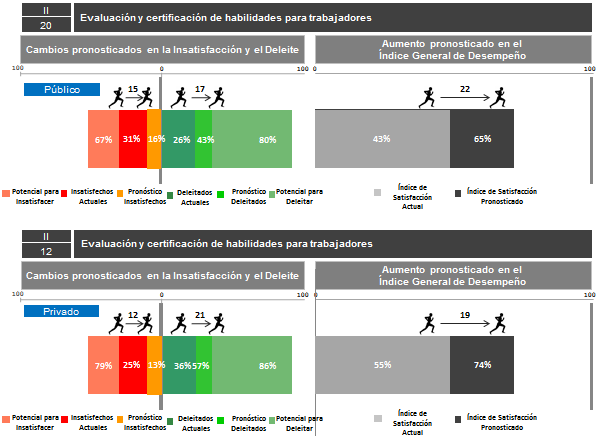 II
20
Evaluación y certificación de habilidades para trabajadores
Cambios pronosticados en la Insatisfacción y el Deleite
Aumento pronosticado en el
Índice General de Desempeño
100
0
100
0
100
Público
15
17
22
67%
31%
16%
26%
43%
80%
43%
65%
Potencial para
Insatisfacer
Insatisfechos
Actuales
Pronóstico
Insatisfechos
Deleitados
Actuales
Pronóstico
Deleitados
Potencial para
Deleitar
Índice de
Satisfacción
Actual
Índice de Satisfacción
Pronosticado
II
12
Evaluación y certificación de habilidades para trabajadores
Cambios pronosticados en la Insatisfacción y el Deleite
Aumento pronosticado en el
Índice General de Desempeño
100
0
100
0
100
Privado
12
21
19
79%
25%
13%
36%
57%
86%
55%
74%
Potencial para
Insatisfacer
Insatisfechos
Actuales
Pronóstico
Insatisfechos
Deleitados
Actuales
Pronóstico
Deleitados
Potencial para
Deleitar
Índice de
Satisfacción
Actual
Índice de Satisfacción
Pronosticado